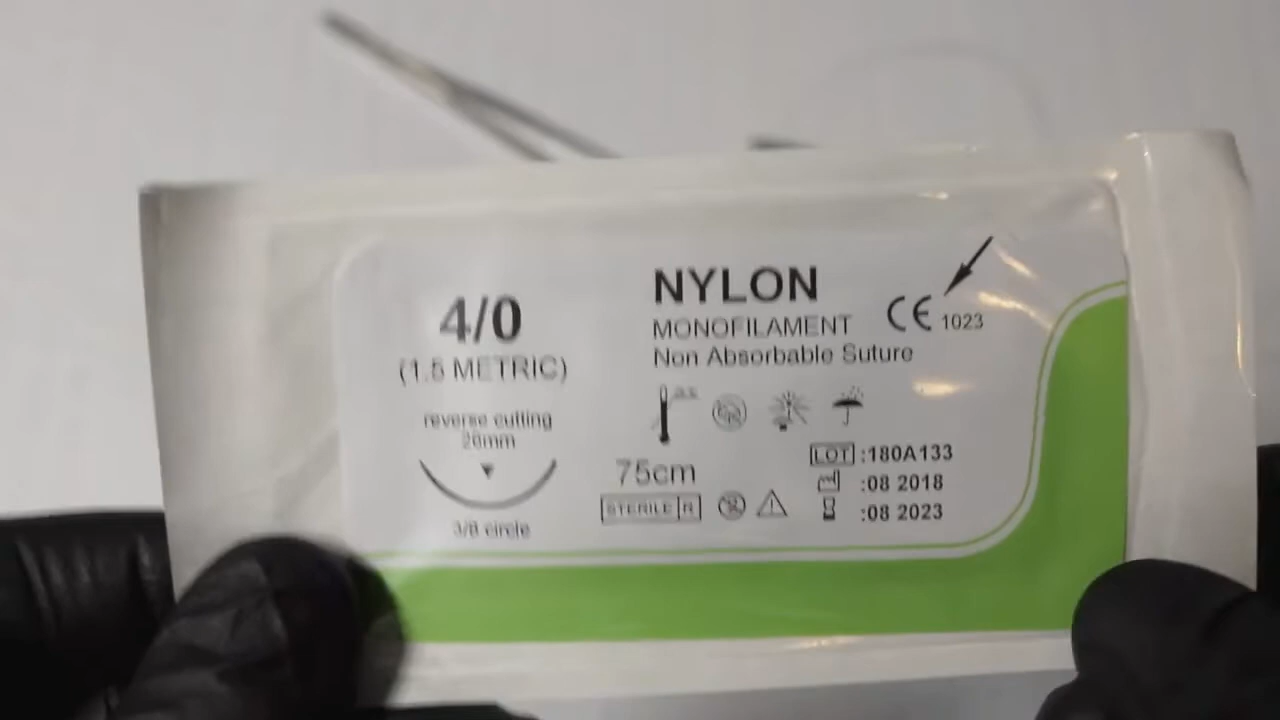 4/0
(1.5 METRIC)
reverse cutting
26mm
3/8 circle
NYLON
MONOFILAMENT
Non Absorbable Suture
CE 1023
75cm
STERILE R
LOT :180A133
:08 2018
:08 2023